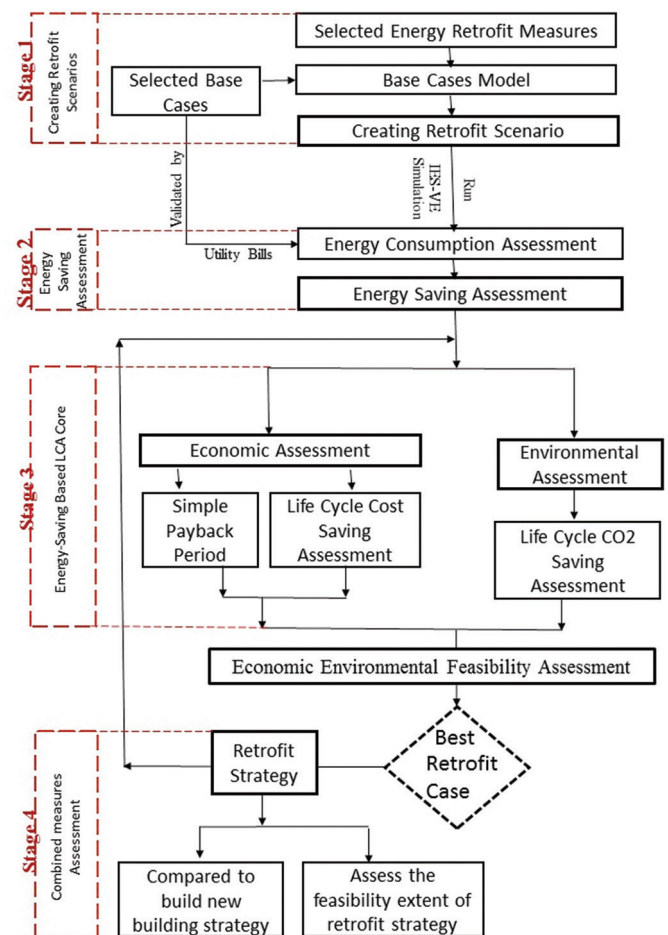 Stage 1
Creating Retrofit
Scenarios
Selected Energy Retrofit Measures
Selected Base
Cases
Base Cases Model
Creating Retrofit Scenario
Validated by
Utility Bills
Run
IES-VE
Simulation
Stage 2
Energy
Saving
Assessment
Energy Consumption Assessment
Energy Saving Assessment
Stage 3
Energy-Saving Based LCA Core
Economic Assessment
Environmental
Assessment
Simple
Payback
Period
Life Cycle Cost
Saving
Assessment
Life Cycle CO2
Saving
Assessment
Economic Environmental Feasibility Assessment
Stage 4
Combined measures
Assessment
Retrofit
Strategy
Best
Retrofit
Case
Compared to
build new
building strategy
Assess the
feasibility extent of
retrofit strategy